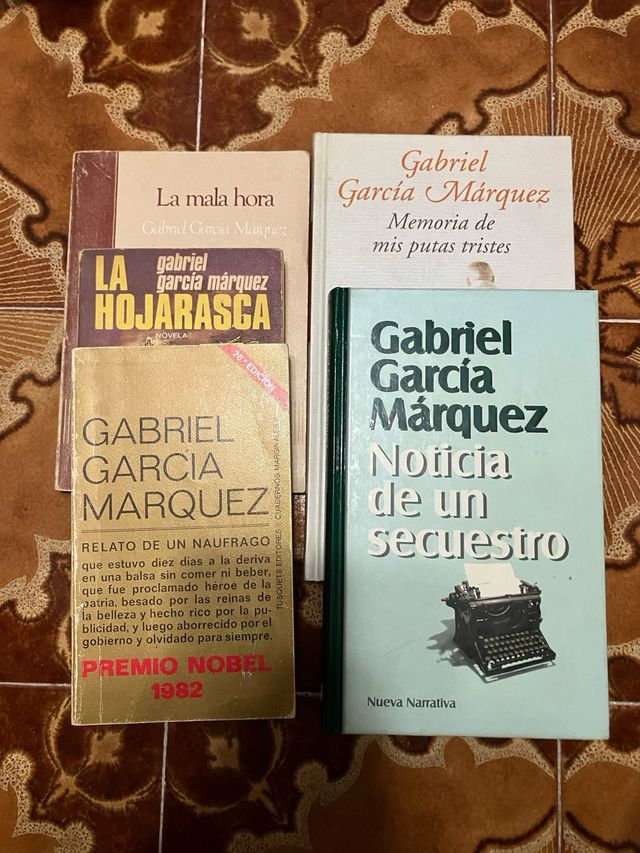 La mala hora
Gabriel García Márquez
Gabriel
García Márquez
Memoria de
mis putas tristes
LA
HOJARASCA
gabriel
garcía márquez
NOVELA
26.ª EDICION
GABRIEL
GARCIA
MARQUEZ
RELATO DE UN NAUFRAGO
que estuvo diez días a la deriva
en una balsa sin comer ni beber,
que fue proclamado héroe de la
patria, besado por las reinas de
la belleza y hecho rico por la pu-
blicidad, y luego aborrecido por el
gobierno y olvidado para siempre.
PREMIO NOBEL
1982
TUSQUETS EDITORES
CUADERNOS MARGINALES
Gabriel
García
Márquez
Noticia
de un
secuestro
Nueva Narrativa